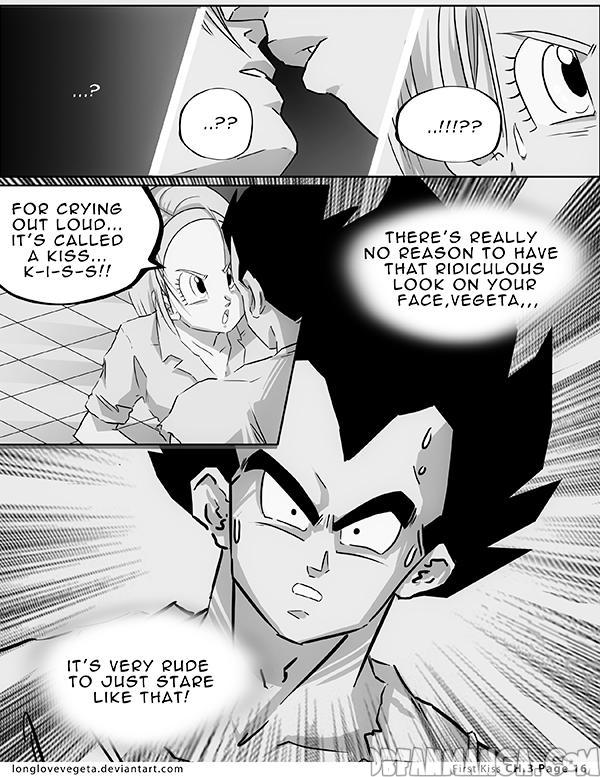 ...?
..??
..!!!??
FOR CRYING
OUT LOUD...
IT'S CALLED
A KISS...
K-I-S-S!!
THERE'S REALLY
NO REASON TO HAVE
THAT RIDICULOUS
LOOK ON YOUR
FACE,VEGETA,,,
IT'S VERY RUDE
TO JUST STARE
LIKE THAT!
DBFANMANGA.COM
longlovevegeta.deviantart.com
First Kiss CH.3 Page 16